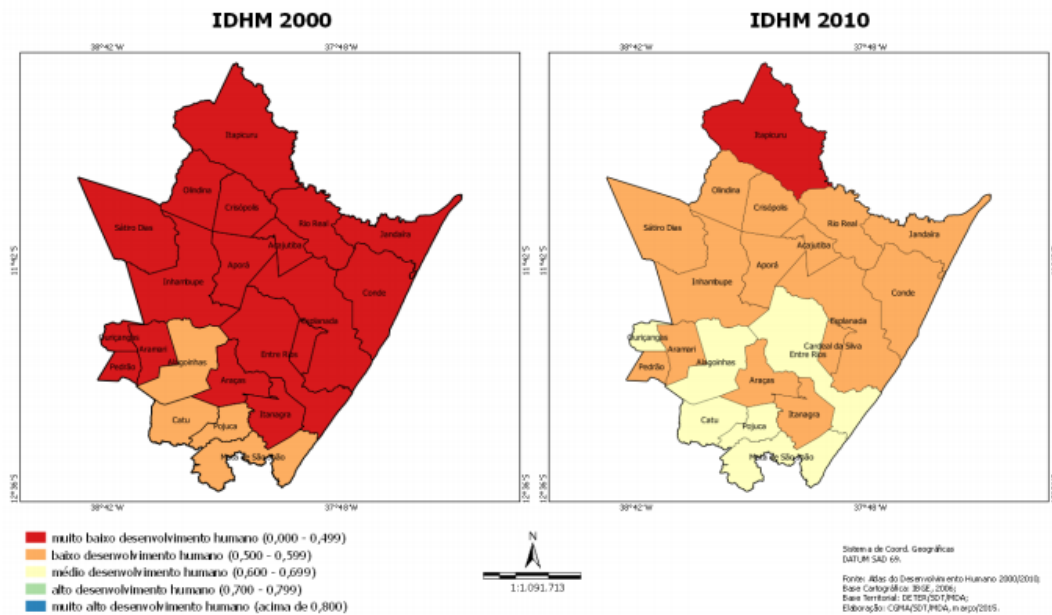 IDHM 2000
IDHM 2010
38°42'W
37°48'W
38°42'W
37°48'W
11°42'S
12°36'S
11°42'S
12°36'S
Itapicuru
Olindina
Crisópolis
Sátiro Dias
Rio Real
Jandaíra
Acajutiba
Aporá
Inhambupe
Conde
Esplanada
Ouriçangas
Aramari
Alagoinhas
Entre Rios
Pedrão
Araças
Itanagra
Catu
Pojuca
Mata de São João
Itapicuru
Olindina
Crisópolis
Sátiro Dias
Rio Real
Jandaíra
Acajutiba
Aporá
Inhambupe
Conde
Esplanada
Ouriçangas
Cardeal da Silva
Aramari
Alagoinhas
Entre Rios
Pedrão
Araças
Itanagra
Catu
Pojuca
Mata de São João
38°42'W
37°48'W
38°42'W
37°48'W
muito baixo desenvolvimento humano (0,000 - 0,499)
baixo desenvolvimento humano (0,500 - 0,599)
médio desenvolvimento humano (0,600 - 0,699)
alto desenvolvimento humano (0,700 - 0,799)
muito alto desenvolvimento humano (acima de 0,800)
N
1:1.091.713
Sistema de Coord. Geográficas
DATUM SAD 69.
Fonte: Atlas do Desenvolvimento Humano 2000/2010;
Base Cartográfica: IBGE, 2006;
Base Territorial: DETER/SDT/MDA;
Elaboração: CGMA/SDT/MDA, março/2015.